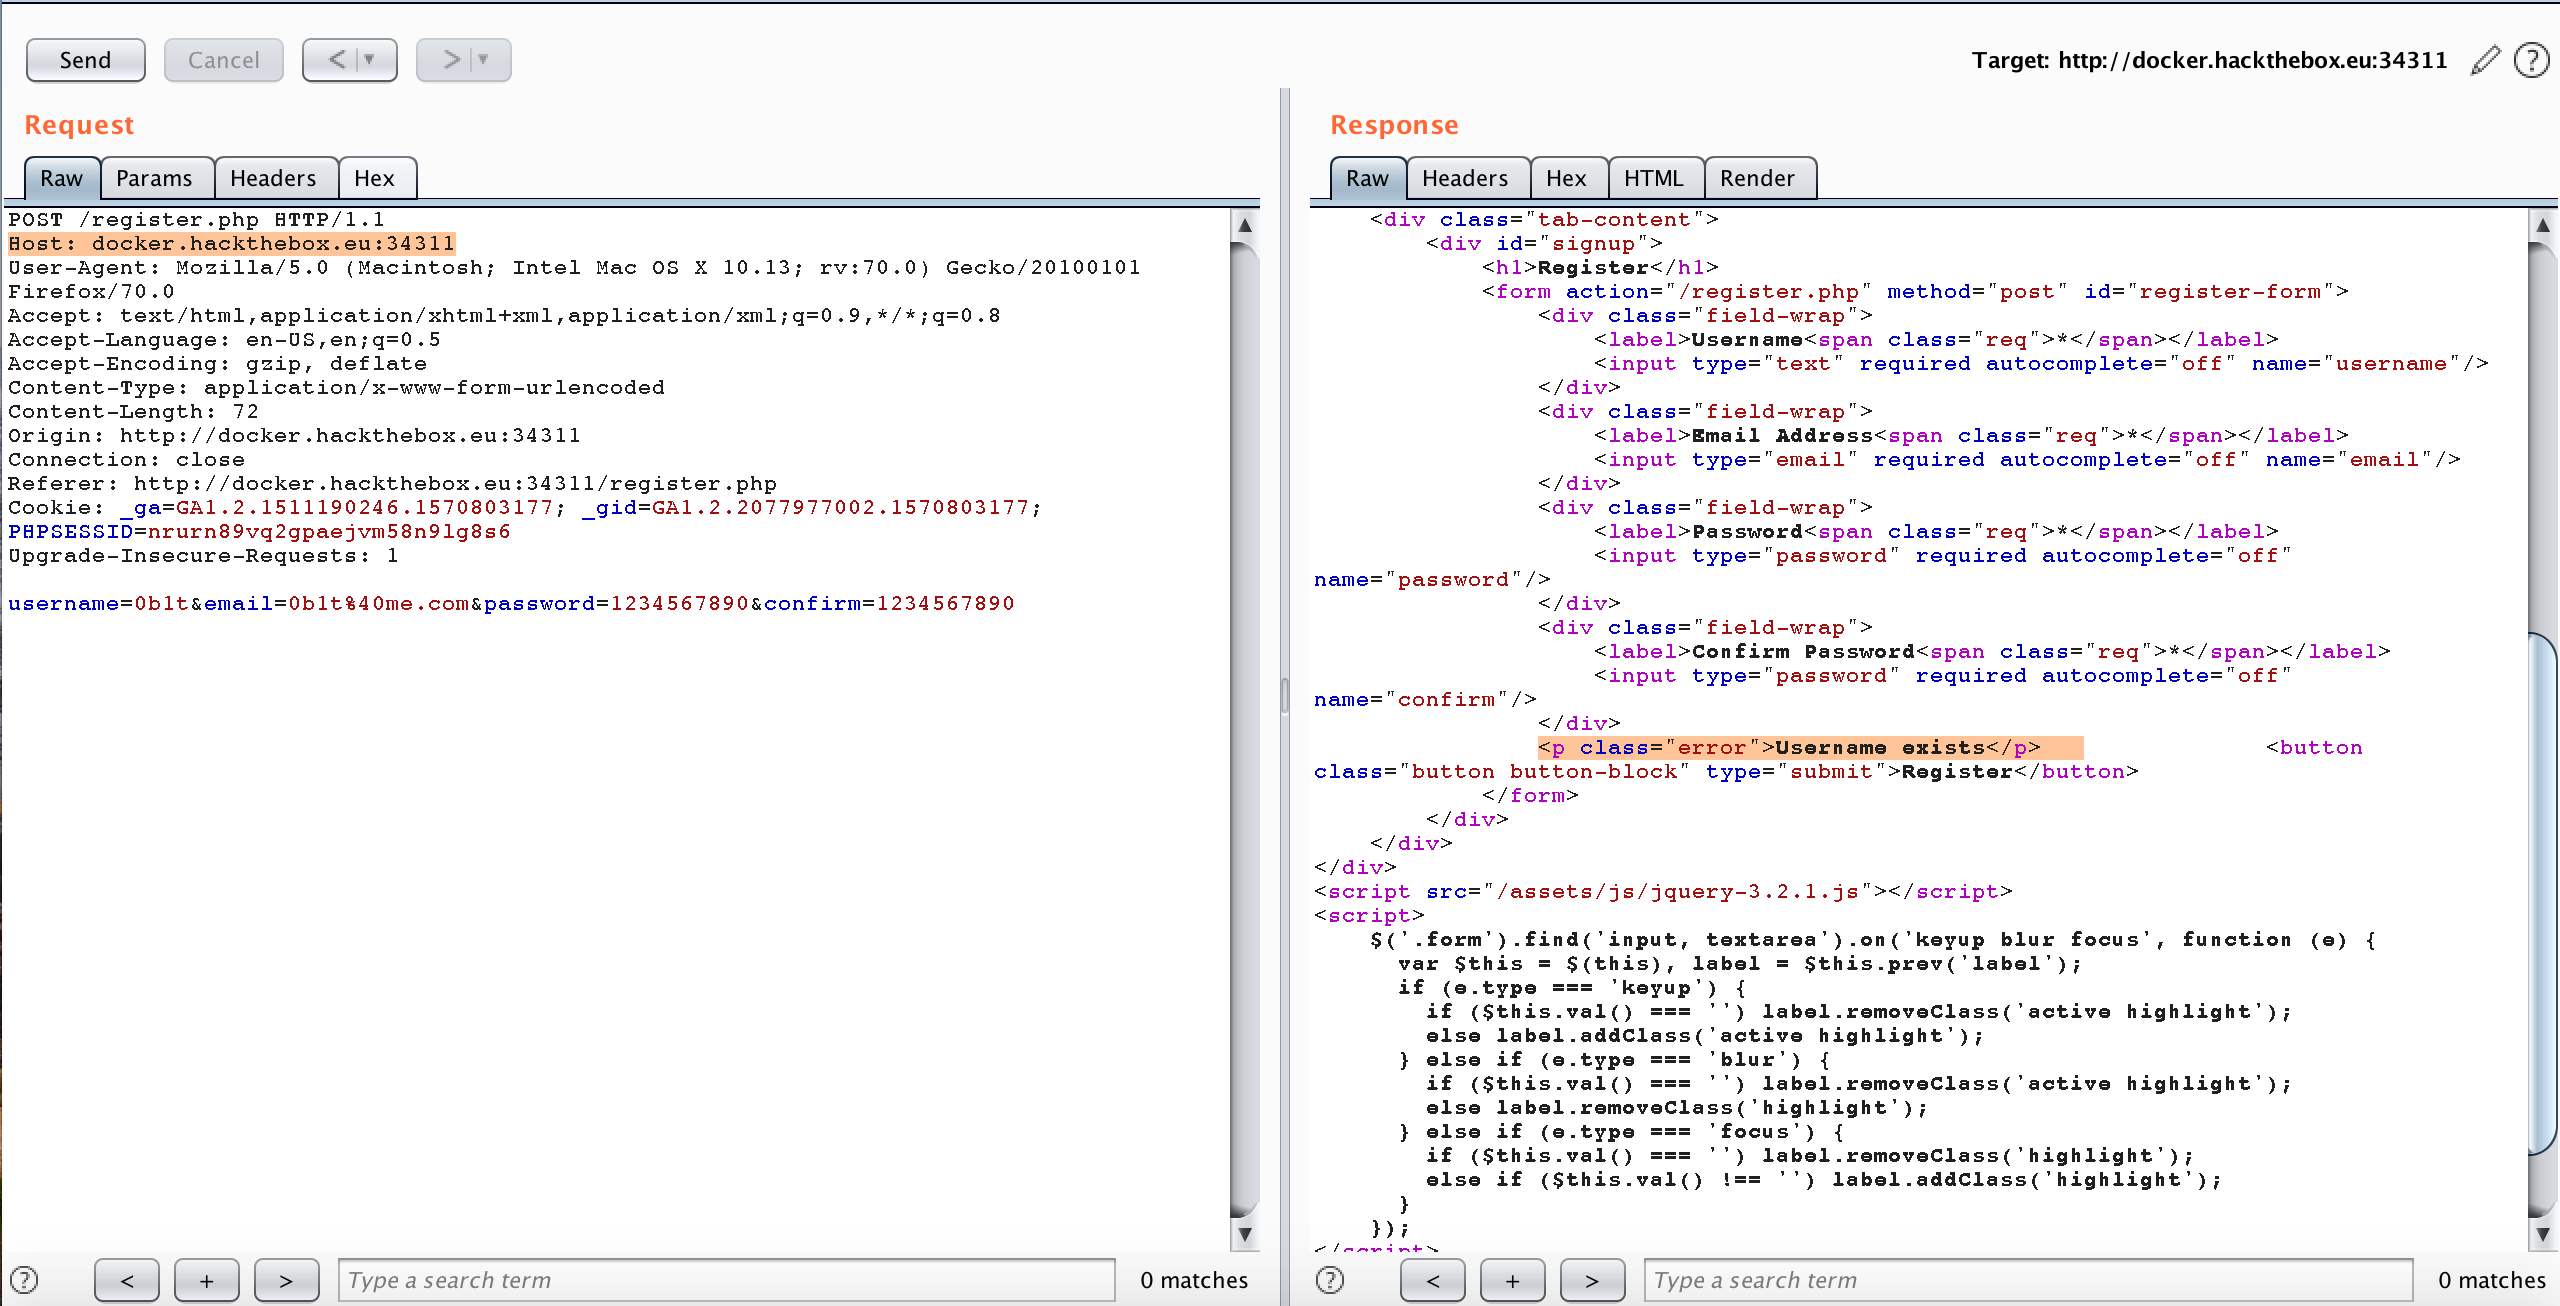 Send Cancel < > Target: http://docker.hackthebox.eu:34311 ?
Request
Raw Params Headers Hex
POST /register.php HTTP/1.1
Host: docker.hackthebox.eu:34311
User-Agent: Mozilla/5.0 (Macintosh; Intel Mac OS X 10.13; rv:70.0) Gecko/20100101
Firefox/70.0
Accept: text/html,application/xhtml+xml,application/xml;q=0.9,*/*;q=0.8
Accept-Language: en-US,en;q=0.5
Accept-Encoding: gzip, deflate
Content-Type: application/x-www-form-urlencoded
Content-Length: 72
Origin: http://docker.hackthebox.eu:34311
Connection: close
Referer: http://docker.hackthebox.eu:34311/register.php
Cookie: _ga=GA1.2.1511190246.1570803177; _gid=GA1.2.2077977002.1570803177;
PHPSESSID=nrurn89vq2gpaejvm58n9lg8s6
Upgrade-Insecure-Requests: 1
username=0b1t&email=0b1t%40me.com&password=1234567890&confirm=1234567890
? < + > Type a search term 0 matches
Response
Raw Headers Hex HTML Render
<div class="tab-content">
<div id="signup">
<h1>Register</h1>
<form action="/register.php" method="post" id="register-form">
<div class="field-wrap">
<label>Username<span class="req">*</span></label>
<input type="text" required autocomplete="off" name="username"/>
</div>
<div class="field-wrap">
<label>Email Address<span class="req">*</span></label>
<input type="email" required autocomplete="off" name="email"/>
</div>
<div class="field-wrap">
<label>Password<span class="req">*</span></label>
<input type="password" required autocomplete="off"
name="password"/>
</div>
<div class="field-wrap">
<label>Confirm Password<span class="req">*</span></label>
<input type="password" required autocomplete="off"
name="confirm"/>
</div>
<p class="error">Username exists</p> <button
class="button button-block" type="submit">Register</button>
</form>
</div>
</div>
</div>
<script src="/assets/js/jquery-3.2.1.js"></script>
<script>
$('.form').find('input, textarea').on('keyup blur focus', function (e) {
var $this = $(this), label = $this.prev('label');
if (e.type === 'keyup') {
if ($this.val() === '') label.removeClass('active highlight');
else label.addClass('active highlight');
} else if (e.type === 'blur') {
if ($this.val() === '') label.removeClass('active highlight');
else label.removeClass('highlight');
} else if (e.type === 'focus') {
if ($this.val() === '') label.removeClass('highlight');
else if ($this.val() !== '') label.addClass('highlight');
}
});
</script>
? < + > Type a search term 0 matches